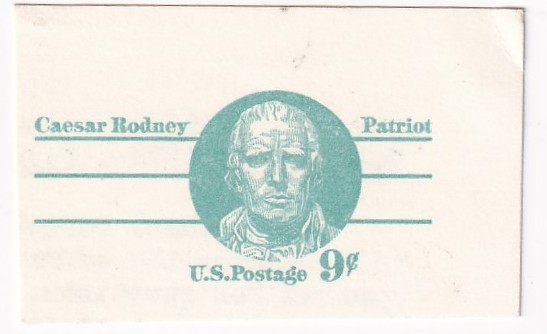 Caesar Rodney Patriot
U.S.Postage 9¢